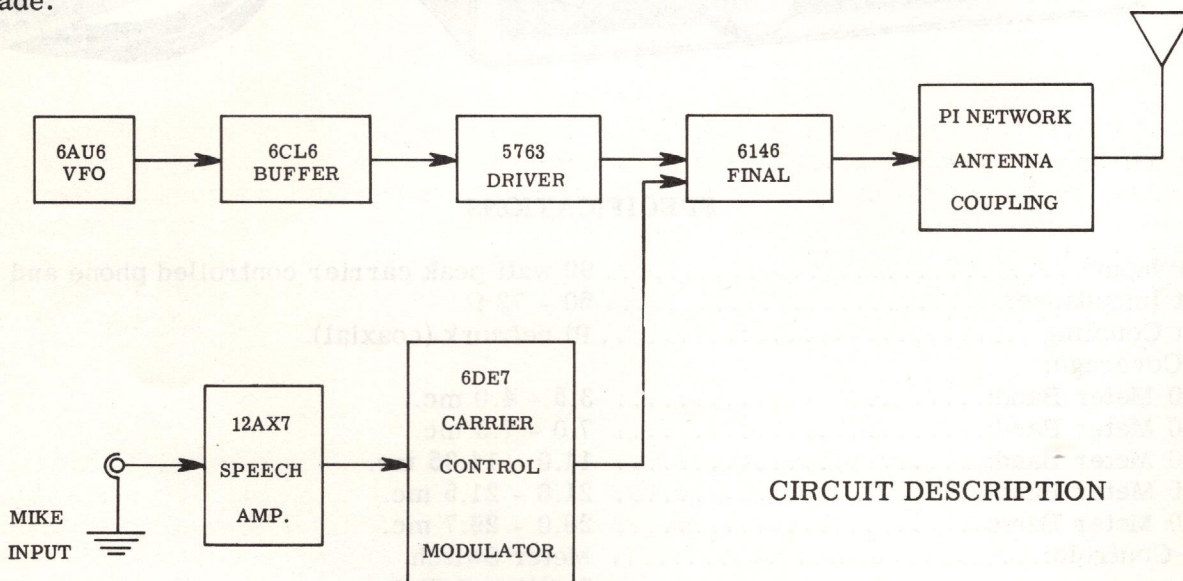 ade.
6AU6
VFO
6CL6
BUFFER
5763
DRIVER
6146
FINAL
PI NETWORK
ANTENNA
COUPLING
12AX7
SPEECH
AMP.
6DE7
CARRIER
CONTROL
MODULATOR
MIKE
INPUT
CIRCUIT DESCRIPTION